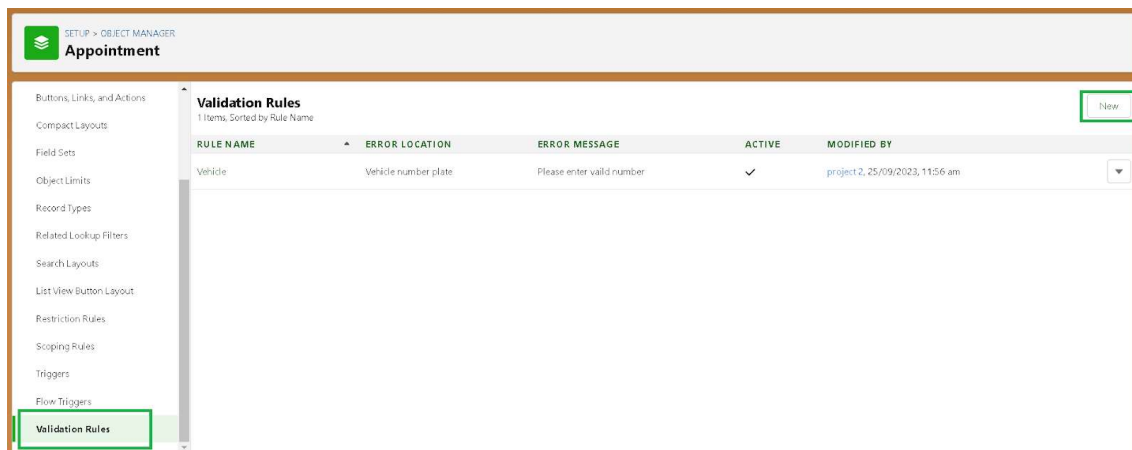 SETUP > OBJECT MANAGER
Appointment
Buttons, Links, and Actions
Compact Layouts
Field Sets
Object Limits
Record Types
Related Lookup Filters
Search Layouts
List View Button Layout
Restriction Rules
Scoping Rules
Triggers
Flow Triggers
Validation Rules
Validation Rules
1 Items, Sorted by Rule Name
New
RULE NAME ERROR LOCATION ERROR MESSAGE ACTIVE MODIFIED BY
Vehicle Vehicle number plate Please enter vaild number project 2, 25/09/2023, 11:56 am